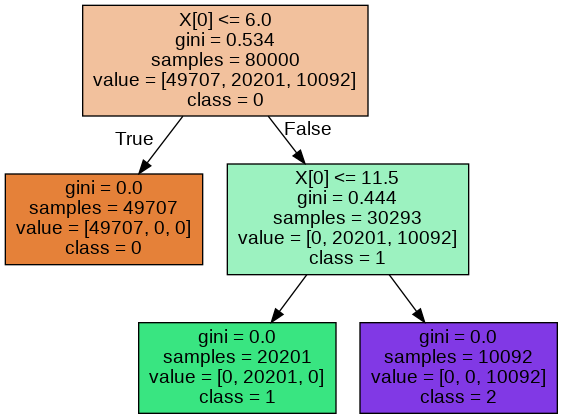 X[0] <= 6.0
gini = 0.534
samples = 80000
value = [49707, 20201, 10092]
class = 0
True
False
gini = 0.0
samples = 49707
value = [49707, 0, 0]
class = 0
X[0] <= 11.5
gini = 0.444
samples = 30293
value = [0, 20201, 10092]
class = 1
gini = 0.0
samples = 20201
value = [0, 20201, 0]
class = 1
gini = 0.0
samples = 10092
value = [0, 0, 10092]
class = 2